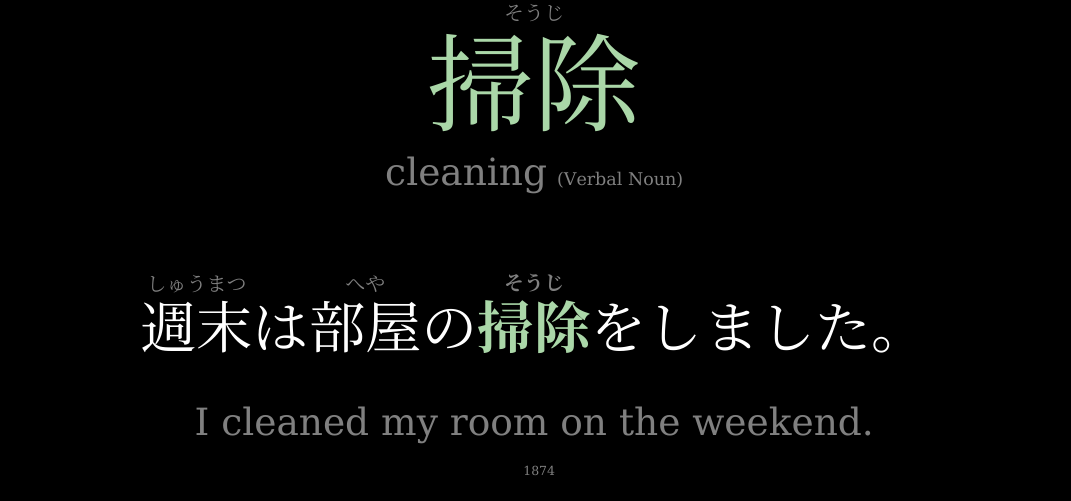 そうじ
掃除
cleaning (Verbal Noun)
しゅうまつ へや そうじ
週末は部屋の掃除をしました。
I cleaned my room on the weekend.
1874